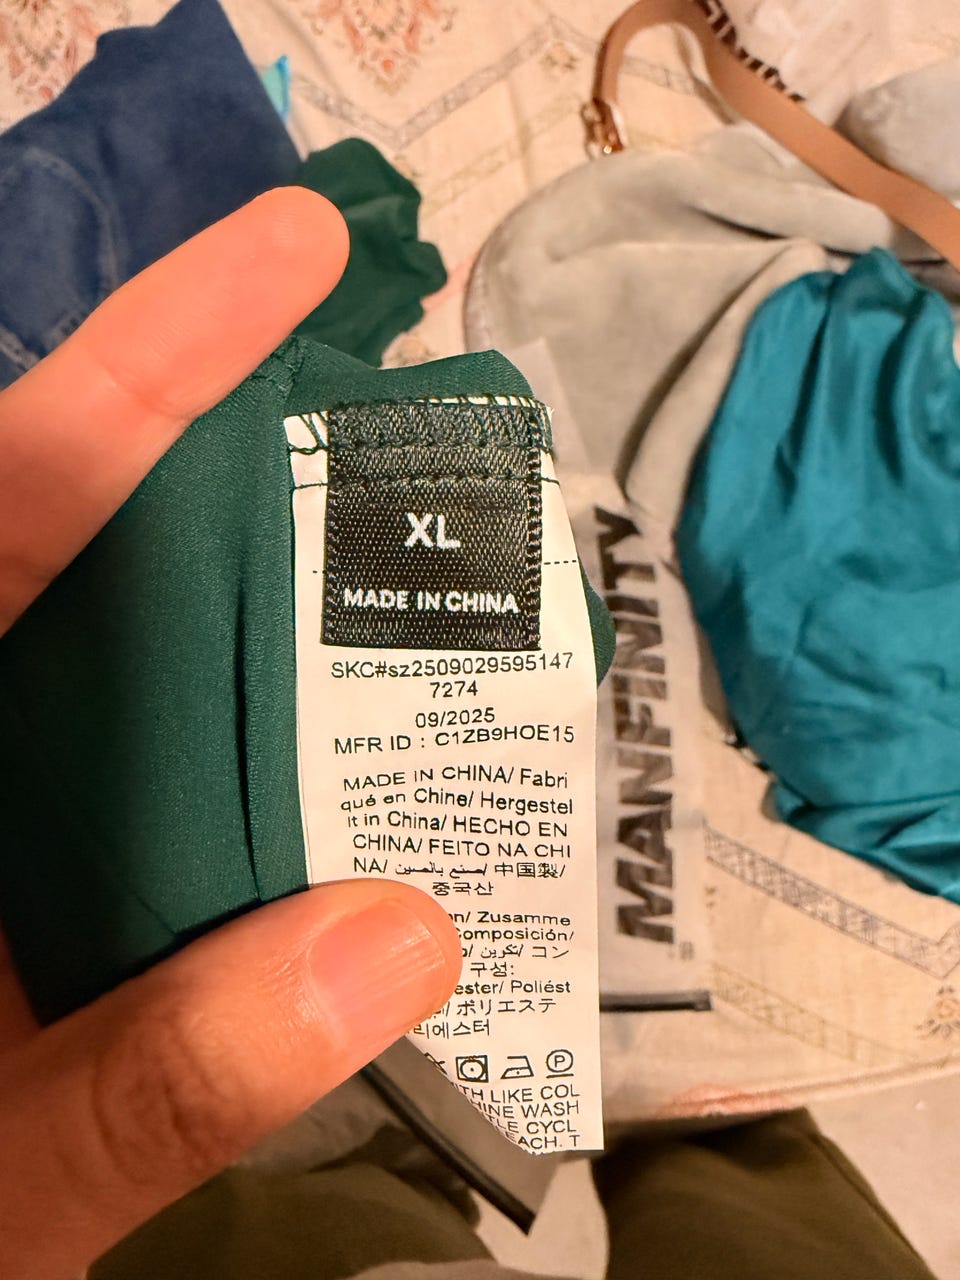 XL
MADE IN CHINA
SKC#sz2509029595147
7274
09/2025
MFR ID : C1ZB9HOE15
MADE IN CHINA/ Fabri
qué en Chine/ Hergestel
lt in China/ HECHO EN
CHINA/ FEITO NA CHI
NA/ صنع بالصين/ 中国製/
중국산
/ Zusamme
Composición/
/ تكوين/ コン
구성:
ester/ Poliést
/ ポリエステ
리에스터
P
TH LIKE COL
HINE WASH
TLE CYCL
EACH. T
MANFINITY